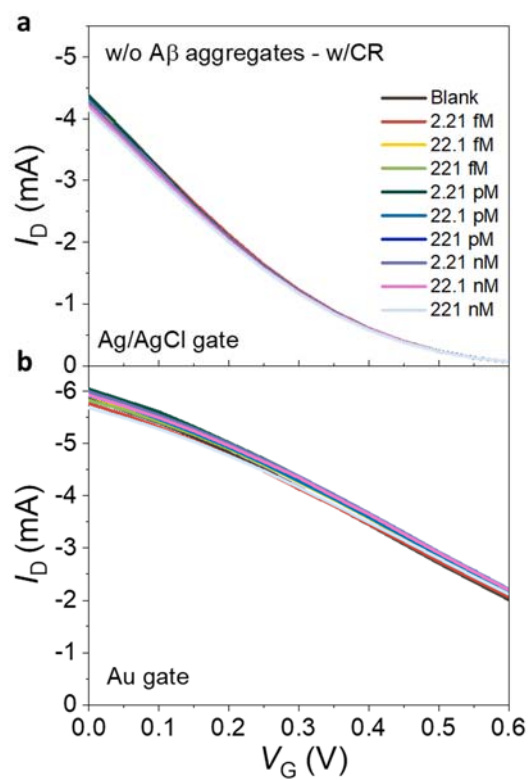 a
w/o Aβ aggregates - w/CR
-5
-4
-3
-2
-1
0
I_D (mA)
Blank
2.21 fM
22.1 fM
221 fM
2.21 pM
22.1 pM
221 pM
2.21 nM
22.1 nM
221 nM
Ag/AgCl gate
b
-6
-5
-4
-3
-2
-1
0
I_D (mA)
Au gate
0.0 0.1 0.2 0.3 0.4 0.5 0.6
V_G (V)